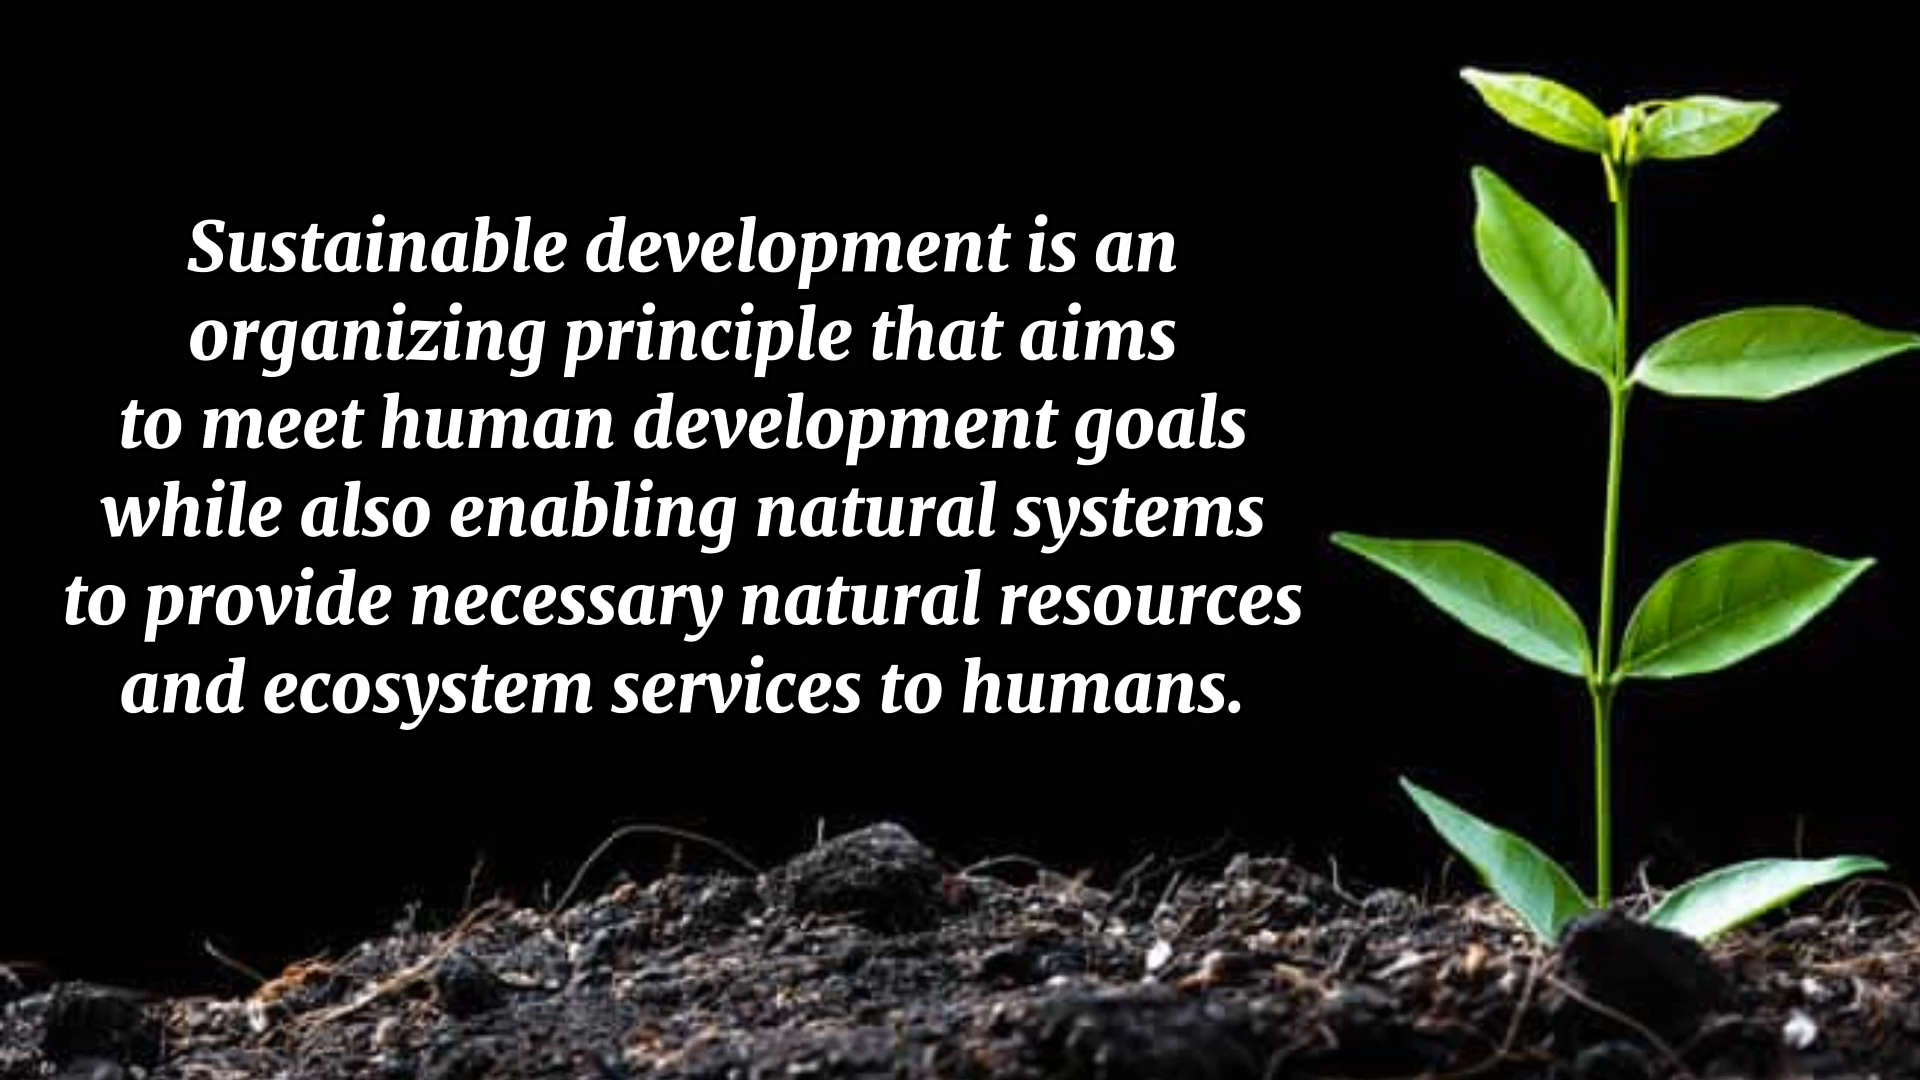 Sustainable development is an
organizing principle that aims
to meet human development goals
while also enabling natural systems
to provide necessary natural resources
and ecosystem services to humans.